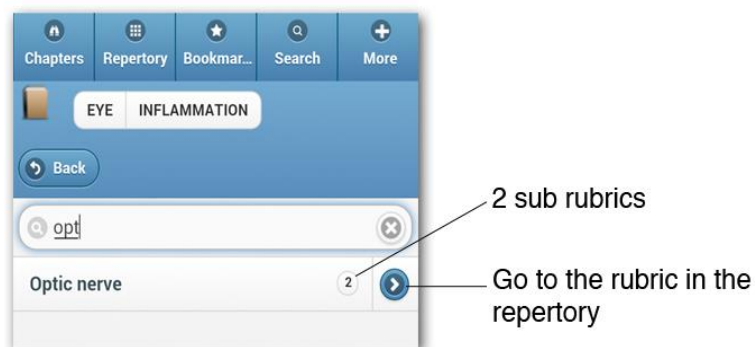 Chapters Repertory Bookmar... Search More
EYE INFLAMMATION
Back
opt
2 sub rubrics
Optic nerve 2
Go to the rubric in the
repertory